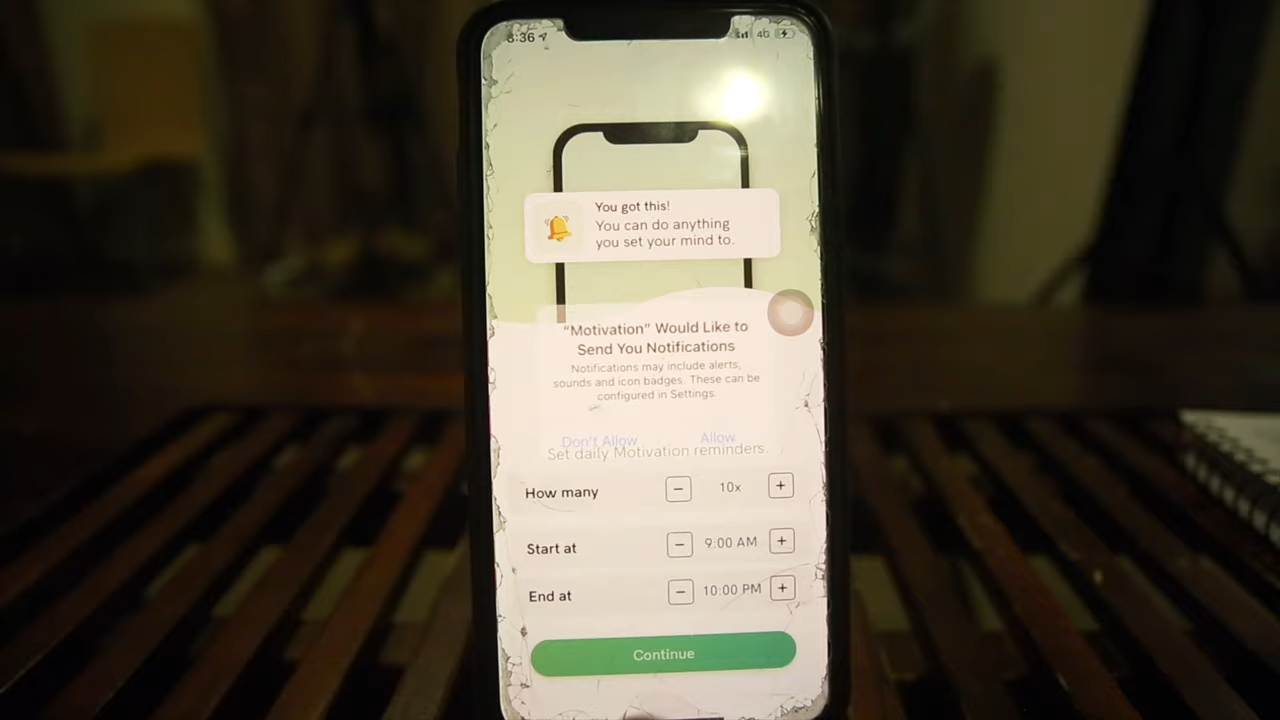 8:36
4G
You got this!
You can do anything
you set your mind to.
“Motivation” Would Like to
Send You Notifications
Notifications may include alerts,
sounds and icon badges. These can be
configured in Settings.
Don't Allow Allow
Set daily Motivation reminders.
How many − 10x +
Start at − 9:00 AM +
End at − 10:00 PM +
Continue